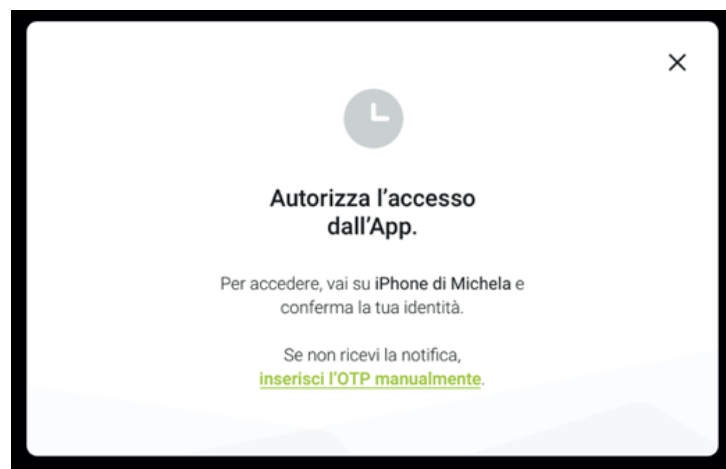 Autorizza l’accesso
dall’App.
Per accedere, vai su iPhone di Michela e
conferma la tua identità.
Se non ricevi la notifica,
inserisci l’OTP manualmente.